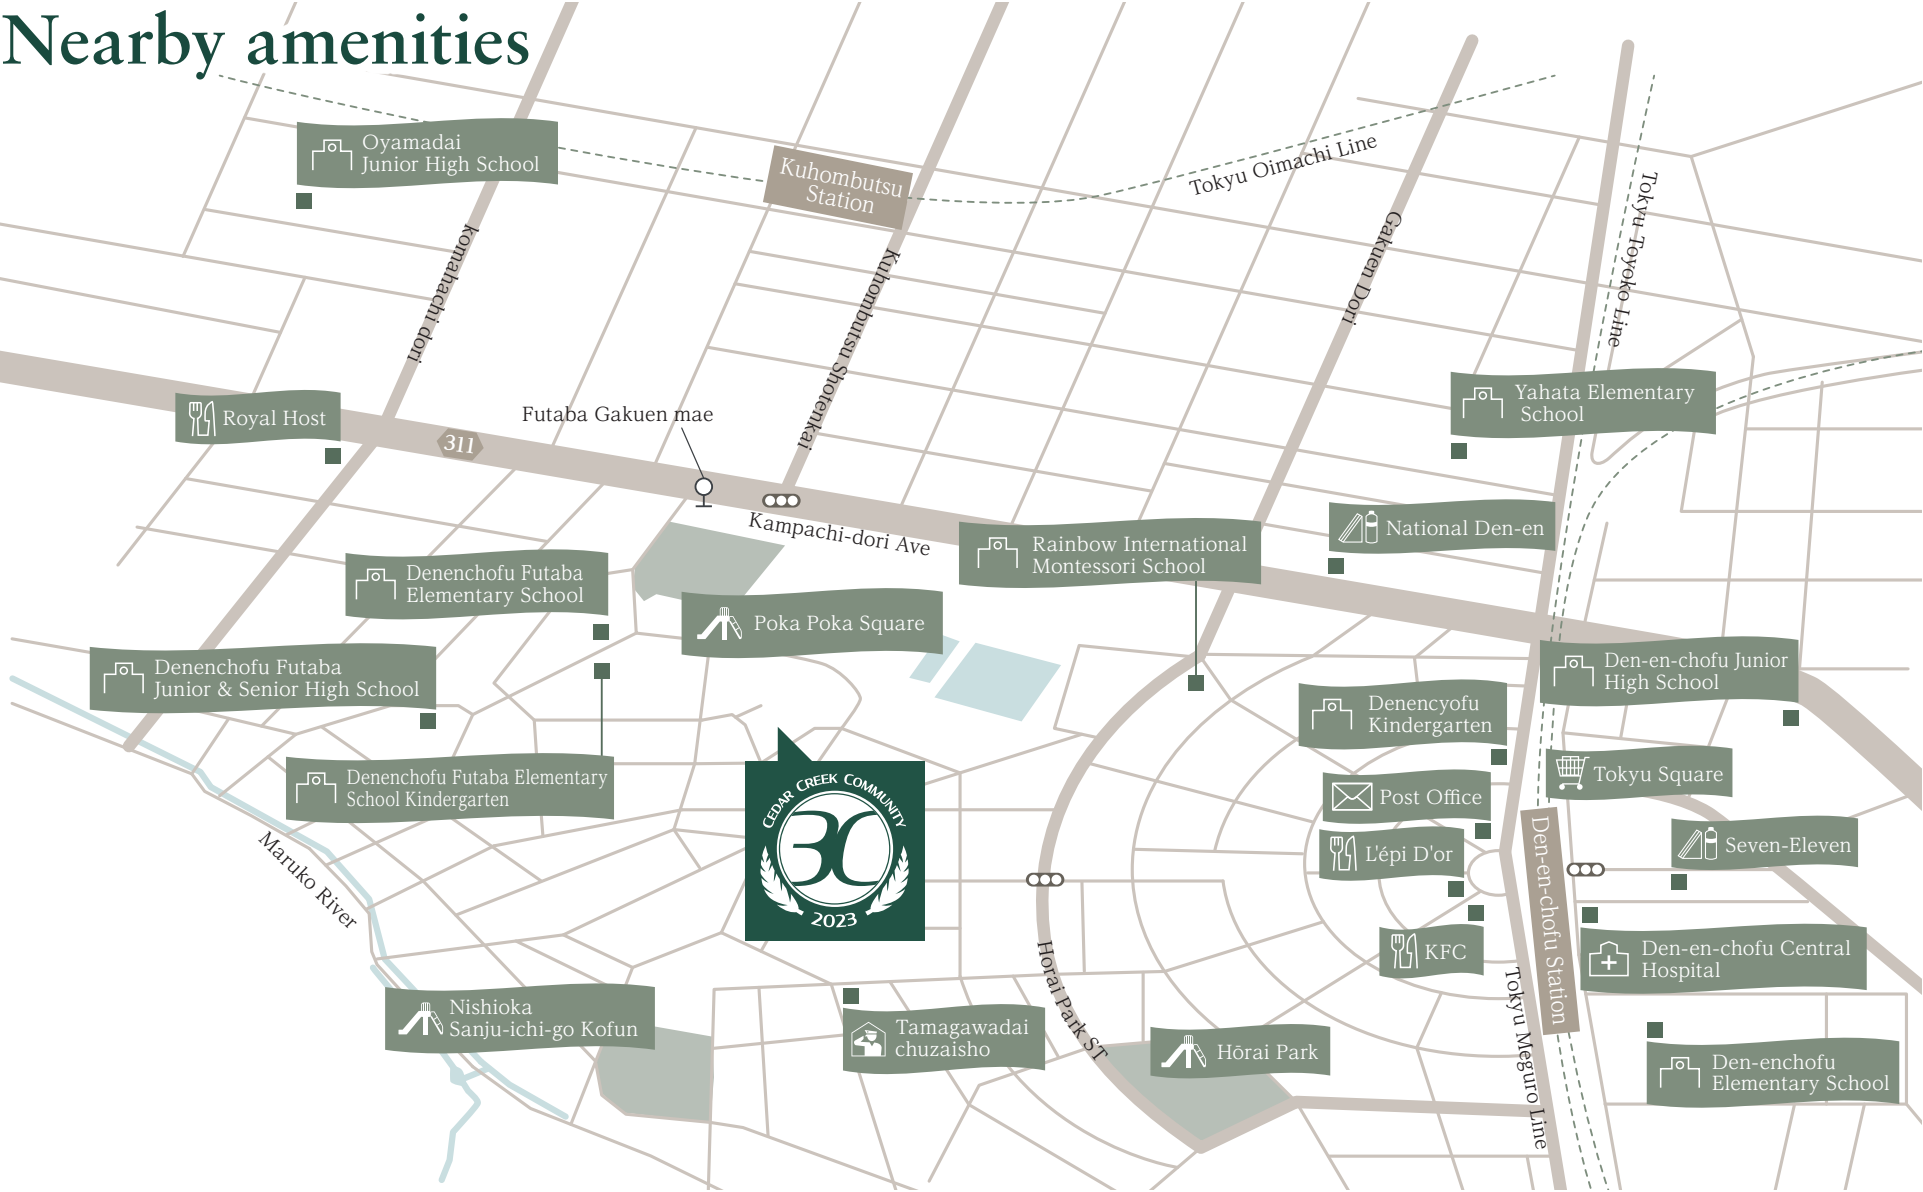 Nearby amenities
Oyamadai
Junior High School
Kuhombutsu
Station
Tokyu Oimachi Line
Tokyu Toyoko Line
komahachi dori
Kuhombutsu Shotenkai
Gakuen Dori
Royal Host
311
Futaba Gakuen mae
Yahata Elementary
School
Kampachi-dori Ave
Rainbow International
Montessori School
National Den-en
Denenchofu Futaba
Elementary School
Poka Poka Square
Denenchofu Futaba
Junior & Senior High School
Den-en-chofu Junior
High School
Denencyofu
Kindergarten
Denenchofu Futaba Elementary
School Kindergarten
Tokyu Square
Post Office
CEDAR CREEK COMMUNITY
30
2023
L'épi D'or
Seven-Eleven
Den-en-chofu Station
Maruko River
KFC
Den-en-chofu Central
Hospital
Horai Park ST
Tokyu Meguro Line
Nishioka
Sanju-ichi-go Kofun
Tamagawadai
chuzaisho
Hōrai Park
Den-enchofu
Elementary School